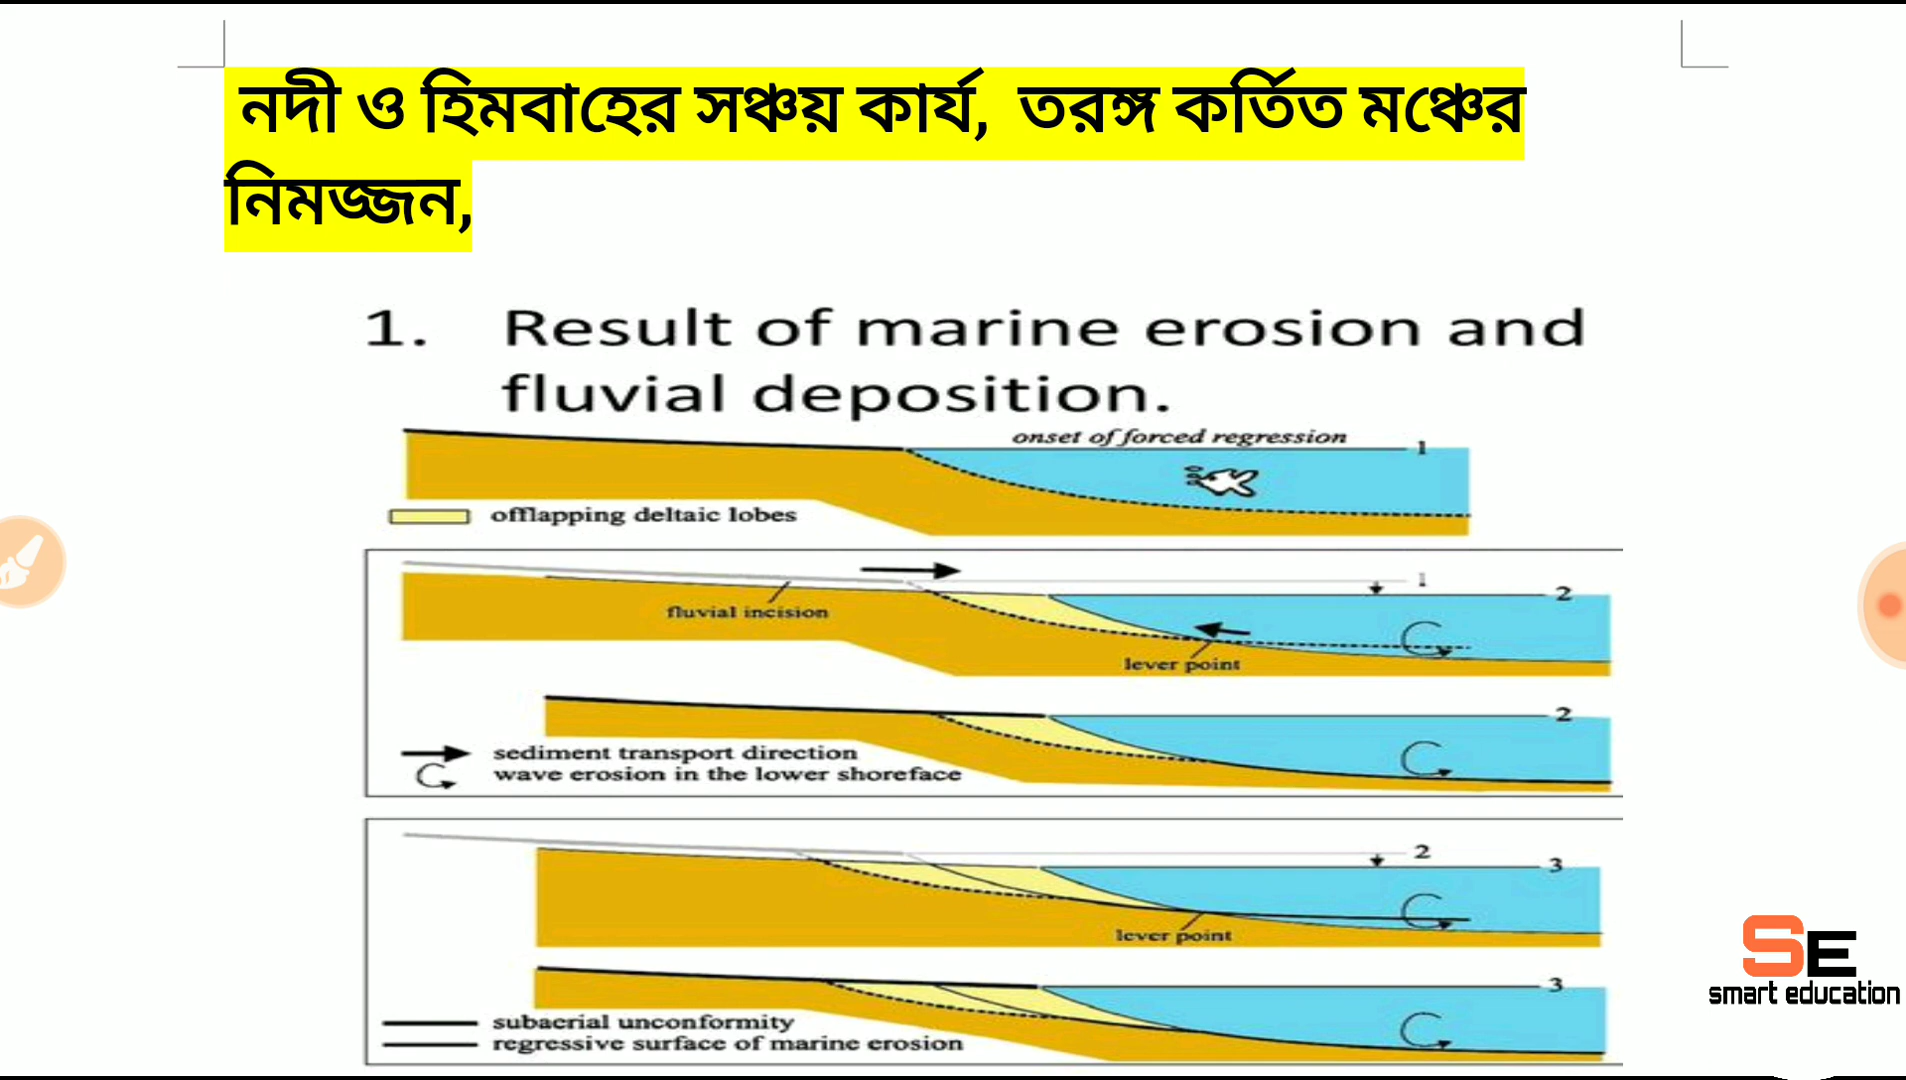 নদী ও হিমবাহের সঞ্চয় কার্য, তরঙ্গ কর্তিত মঞ্চের
নিমজ্জন,
1. Result of marine erosion and
fluvial deposition.
onset of forced regression
1
offlapping deltaic lobes
1
2
fluvial incision
lever point
2
sediment transport direction
wave erosion in the lower shoreface
2
3
lever point
3
subaerial unconformity
regressive surface of marine erosion
SE
smart education